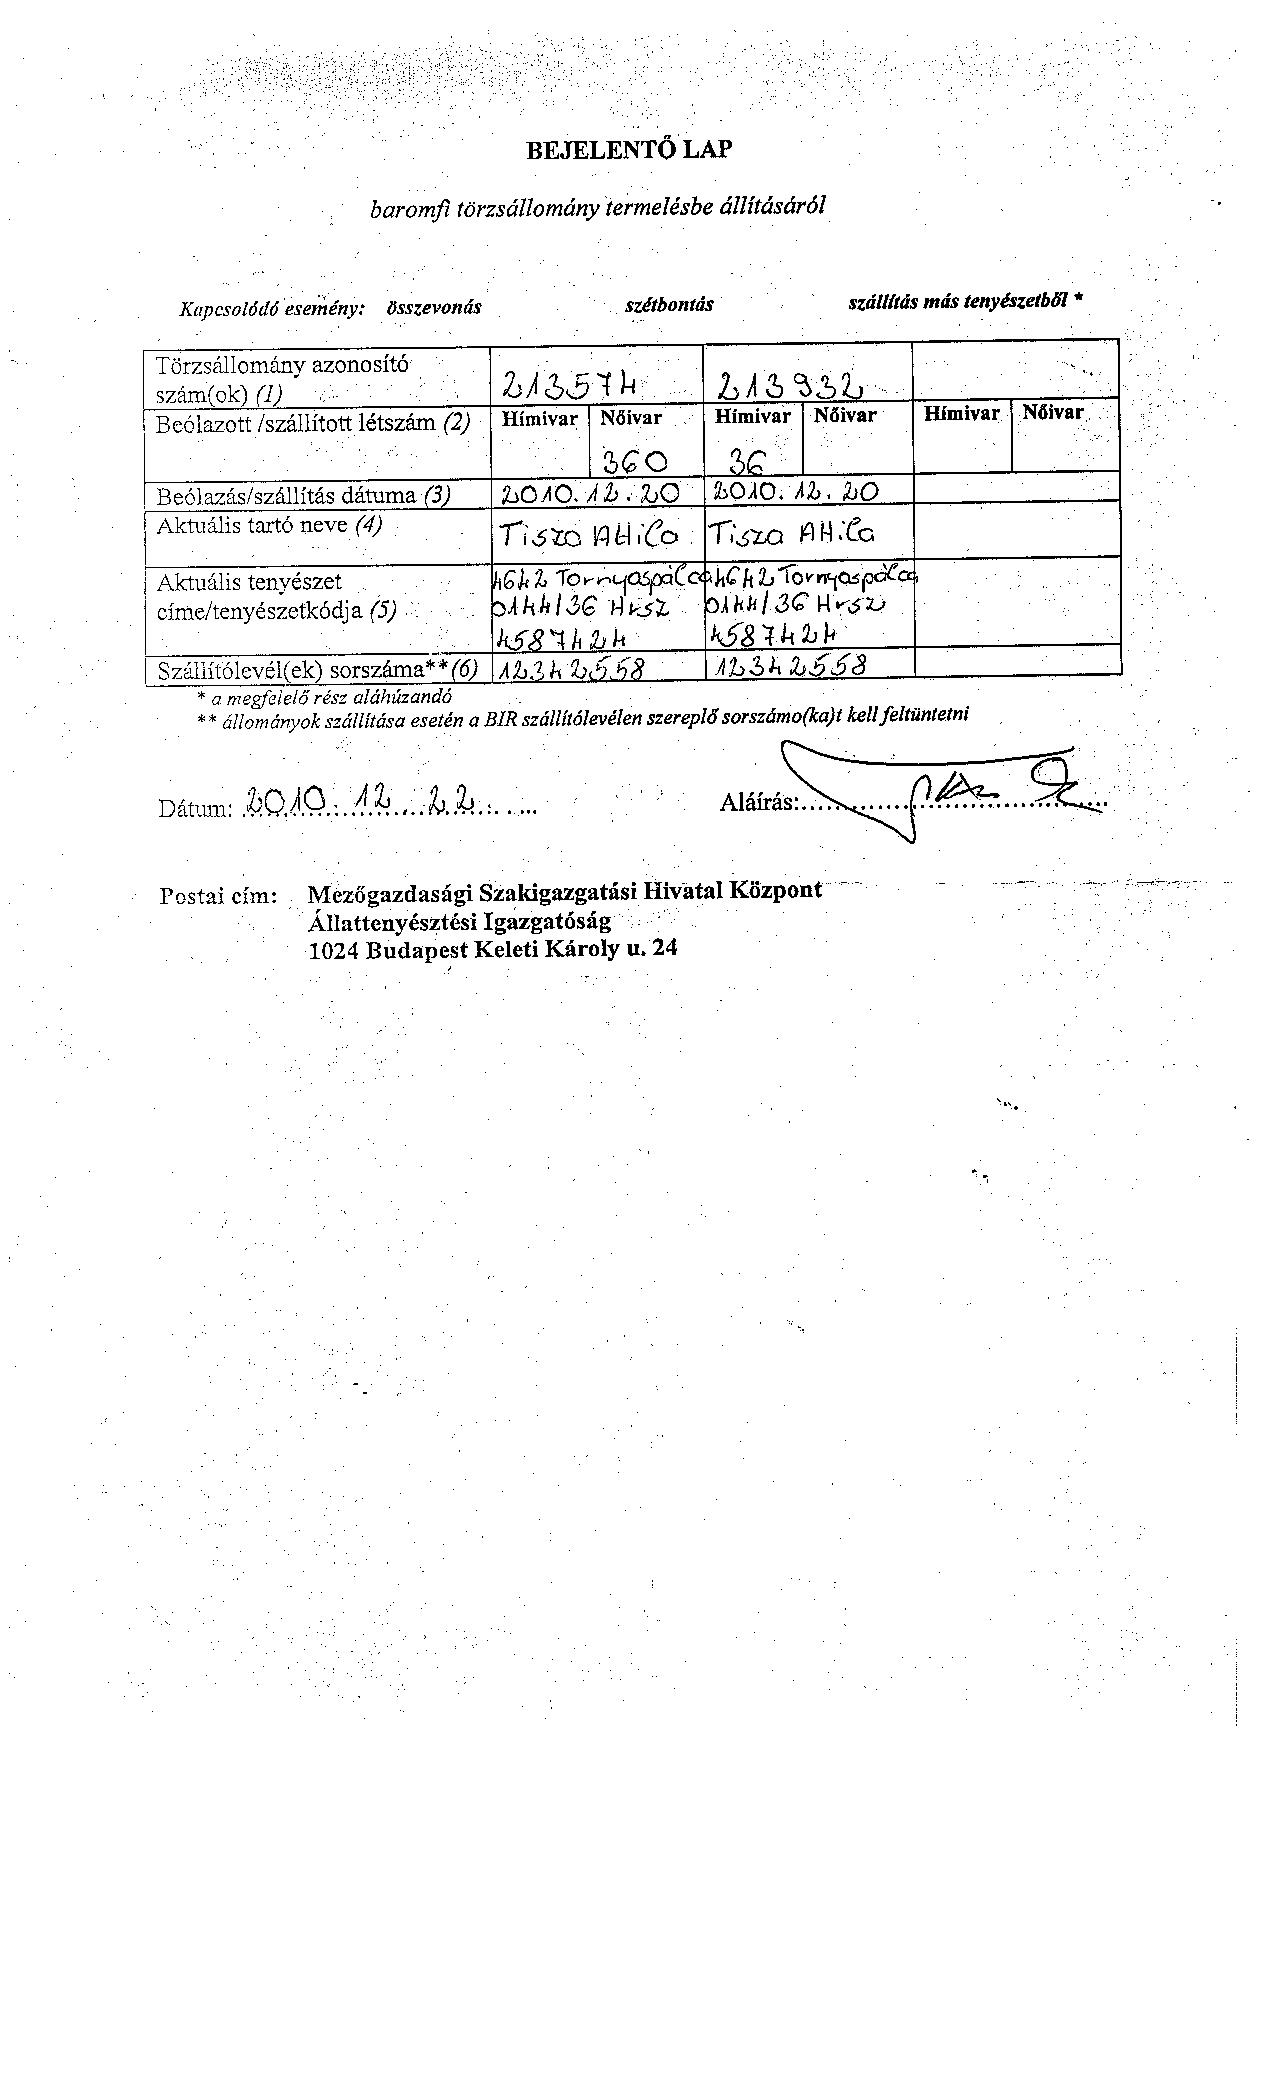 BEJELENTŐ LAP
baromfi törzsállomány termelésbe állításáról
Kapcsolódó esemény: összevonás szétbontás szállítás más tenyészetből *
Törzsállomány azonosító
szám(ok) (1) 213574 213932
Beólazott /szállított létszám (2) Hímivar Nőivar Hímivar Nőivar Hímivar Nőivar
360 36
Beólazás/szállítás dátuma (3) 2010.12.20 2010.12.20
Aktuális tartó neve (4) Tisza Attila Tisza Attila
Aktuális tenyészet 4642 Tornyospálca 4642 Tornyospálca
címe/tenyészetkódja (5) 0144/36 Hrsz 0144/36 Hrsz
4587424 4587424
Szállítólevél(ek) sorszáma**(6) 12342558 12342558
* a megfelelő rész aláhúzandó
** állományok szállítása esetén a BIR szállítólevélen szereplő sorszámo(ka)t kell feltüntetni
Dátum: 2010. 12. 22. Aláírás:
Postai cím: Mezőgazdasági Szakigazgatási Hivatal Központ
Állattenyésztési Igazgatóság
1024 Budapest Keleti Károly u. 24